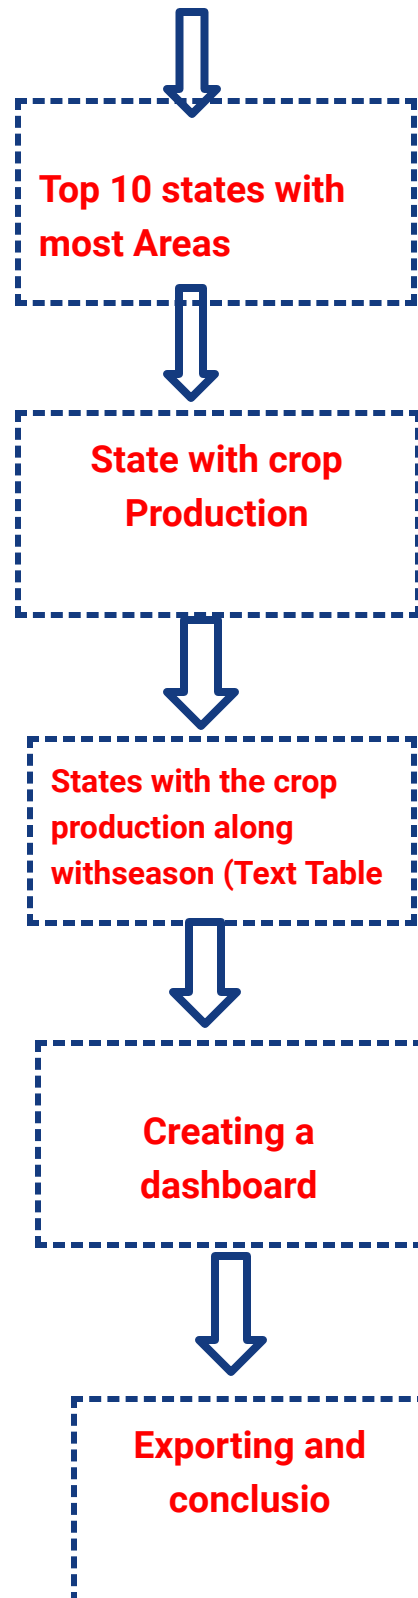 Top 10 states with
most Areas
State with crop
Production
States with the crop
production along
withseason (Text Table
Creating a
dashboard
Exporting and
conclusio